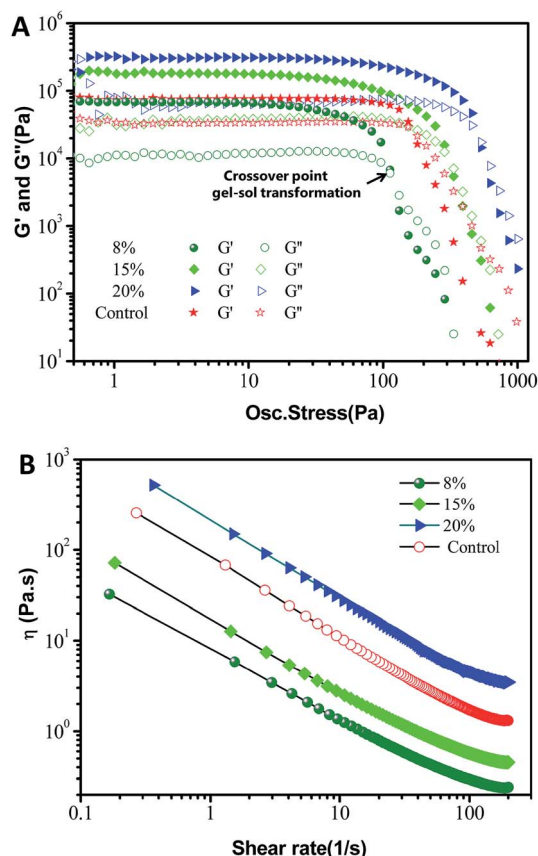 A
10^6
10^5
10^4
10^3
10^2
10^1
G' and G"(Pa)
Crossover point
gel-sol transformation
8% G' G"
15% G' G"
20% G' G"
Control G' G"
1 10 100 1000
Osc.Stress(Pa)
B
10^3
10^2
10^1
10^0
η (Pa.s)
8%
15%
20%
Control
0.1 1 10 100
Shear rate(1/s)